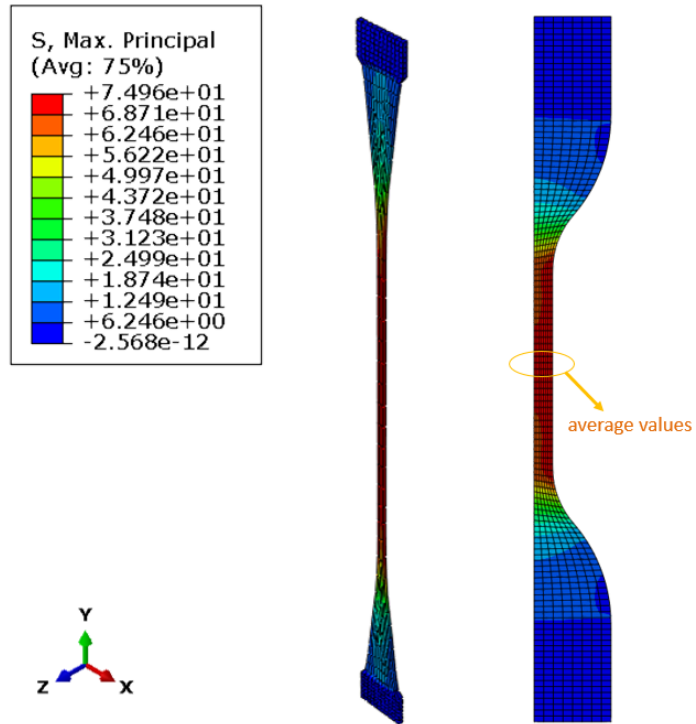 S, Max. Principal
(Avg: 75%)
+7.496e+01
+6.871e+01
+6.246e+01
+5.622e+01
+4.997e+01
+4.372e+01
+3.748e+01
+3.123e+01
+2.499e+01
+1.874e+01
+1.249e+01
+6.246e+00
-2.568e-12
average values
Y
Z
X